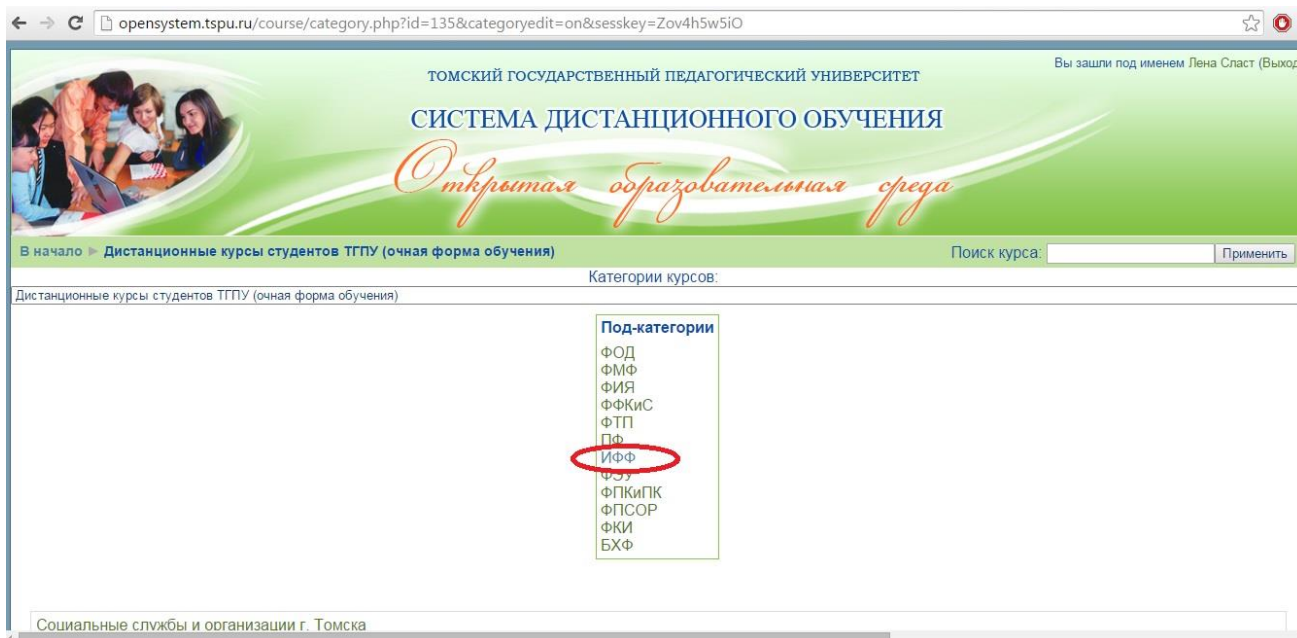 opensystem.tspu.ru/course/category.php?id=135&categoryedit=on&sesskey=Zov4h5w5iO
Вы зашли под именем Лена Сласт (Выход
ТОМСКИЙ ГОСУДАРСТВЕННЫЙ ПЕДАГОГИЧЕСКИЙ УНИВЕРСИТЕТ
СИСТЕМА ДИСТАНЦИОННОГО ОБУЧЕНИЯ
Открытая образовательная среда
В начало ► Дистанционные курсы студентов ТГПУ (очная форма обучения)
Поиск курса: Применить
Категории курсов:
Дистанционные курсы студентов ТГПУ (очная форма обучения)
Под-категории
ФОД
ФМФ
ФИЯ
ФФКиС
ФТП
ПФ
ИФФ
ФЭУ
ФПКиПК
ФПСОР
ФКИ
БХФ
Социальные службы и организации г. Томска